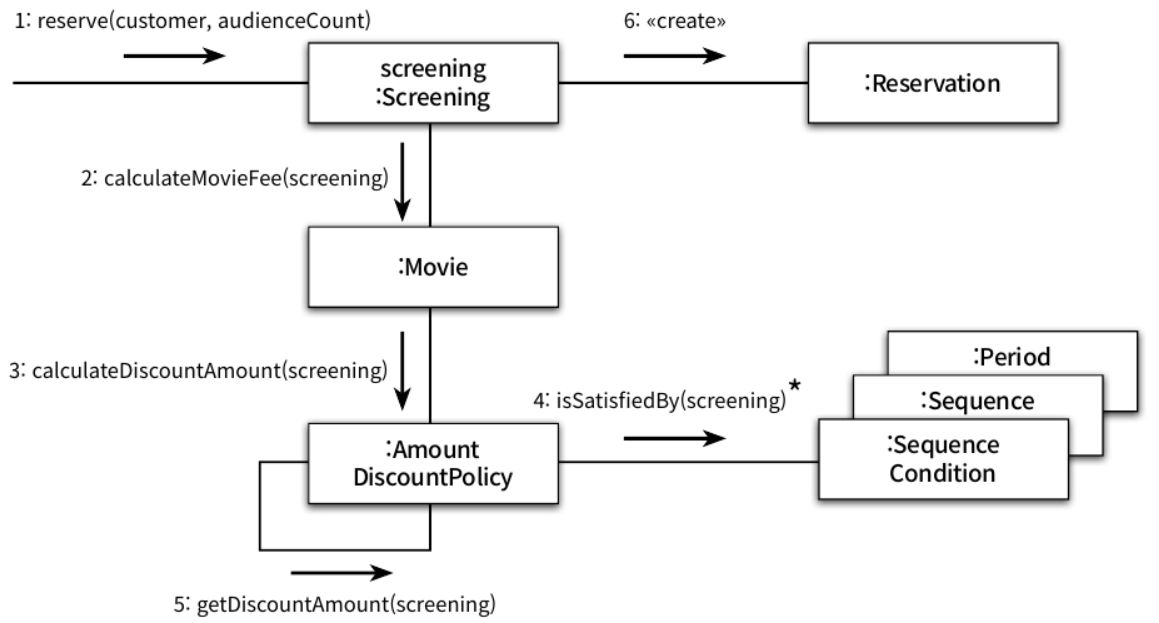 1: reserve(customer, audienceCount)
6: «create»
screening
:Screening
:Reservation
2: calculateMovieFee(screening)
:Movie
3: calculateDiscountAmount(screening)
4: isSatisfiedBy(screening)*
:Period
:Sequence
:Sequence
Condition
:Amount
DiscountPolicy
5: getDiscountAmount(screening)